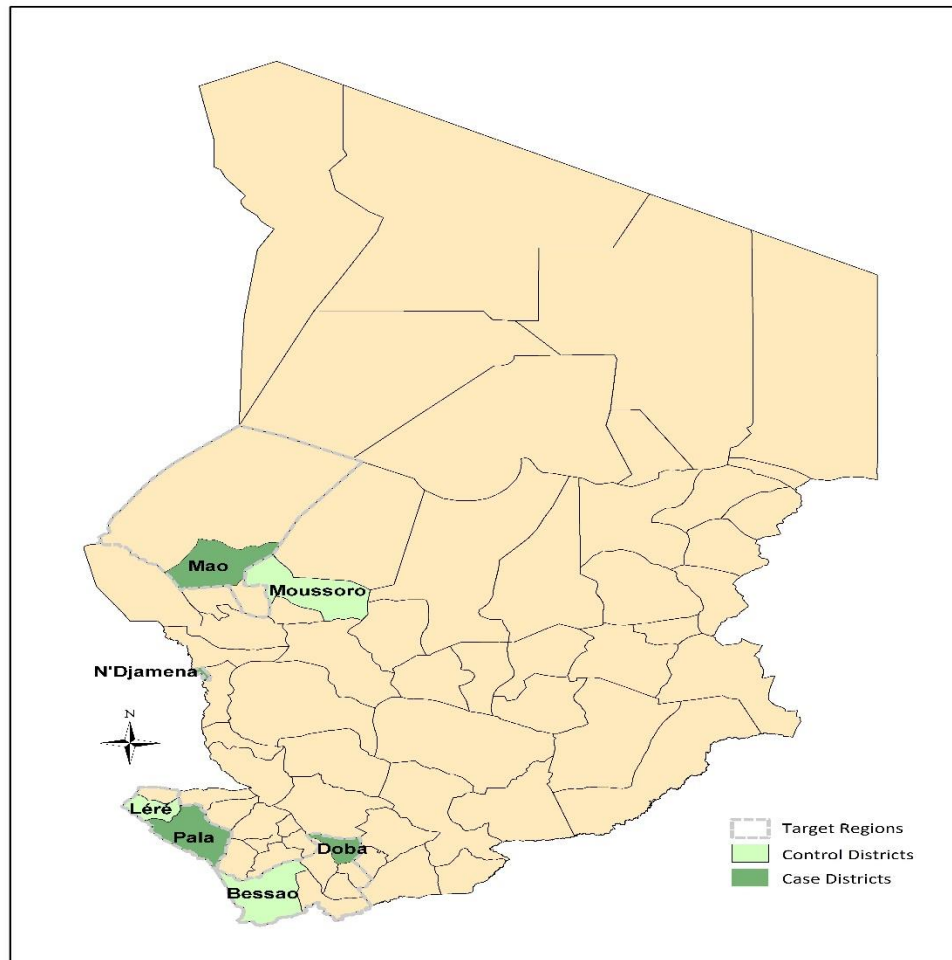 Mao
Moussoro
N'Djamena
N
Léré
Pala
Doba
Bessao
Target Regions
Control Districts
Case Districts